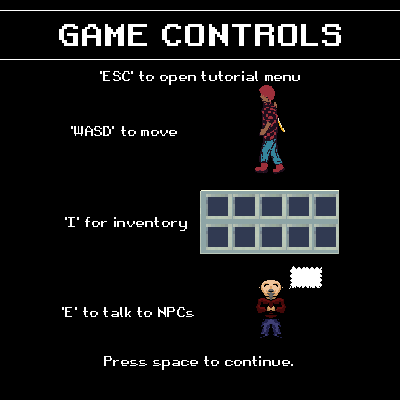 GAME CONTROLS
'ESC' to open tutorial menu
'WASD' to move
'I' for inventory
'E' to talk to NPCs
Press space to continue.